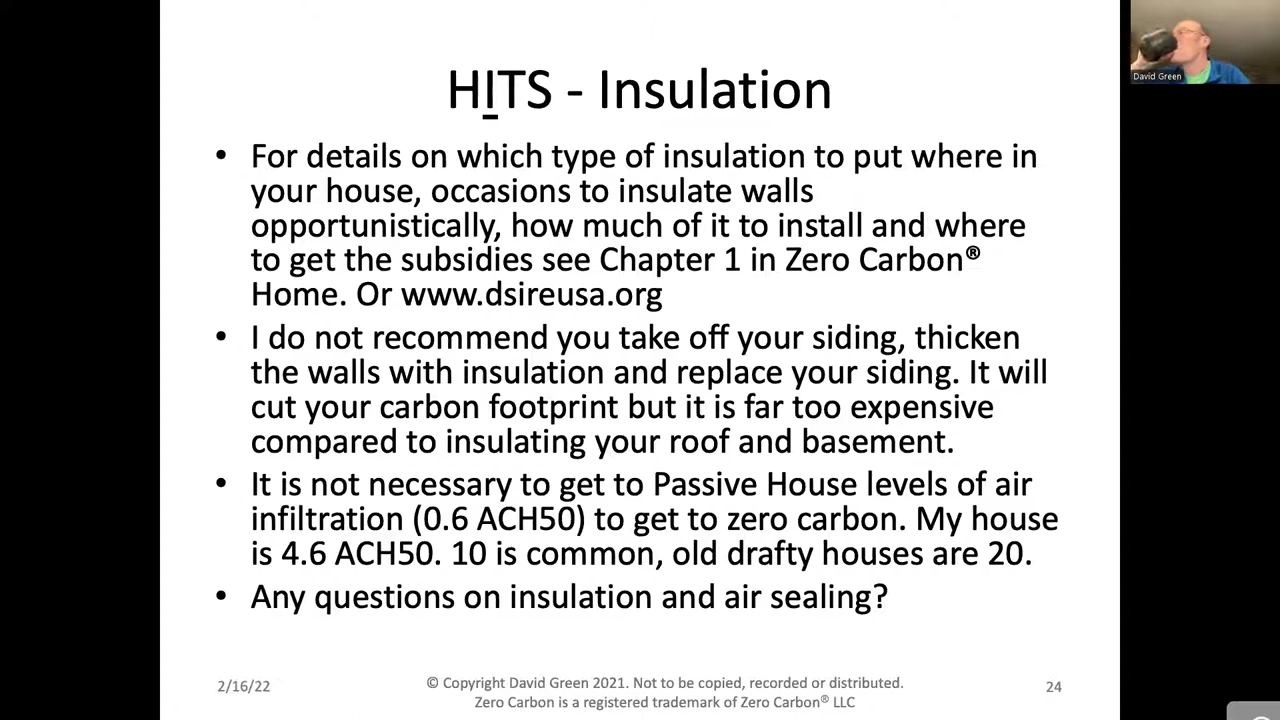 HITS - Insulation
David Green
• For details on which type of insulation to put where in
your house, occasions to insulate walls
opportunistically, how much of it to install and where
to get the subsidies see Chapter 1 in Zero Carbon®
Home. Or www.dsireusa.org
• I do not recommend you take off your siding, thicken
the walls with insulation and replace your siding. It will
cut your carbon footprint but it is far too expensive
compared to insulating your roof and basement.
• It is not necessary to get to Passive House levels of air
infiltration (0.6 ACH50) to get to zero carbon. My house
is 4.6 ACH50. 10 is common, old drafty houses are 20.
• Any questions on insulation and air sealing?
2/16/22
© Copyright David Green 2021. Not to be copied, recorded or distributed.
Zero Carbon is a registered trademark of Zero Carbon® LLC
24